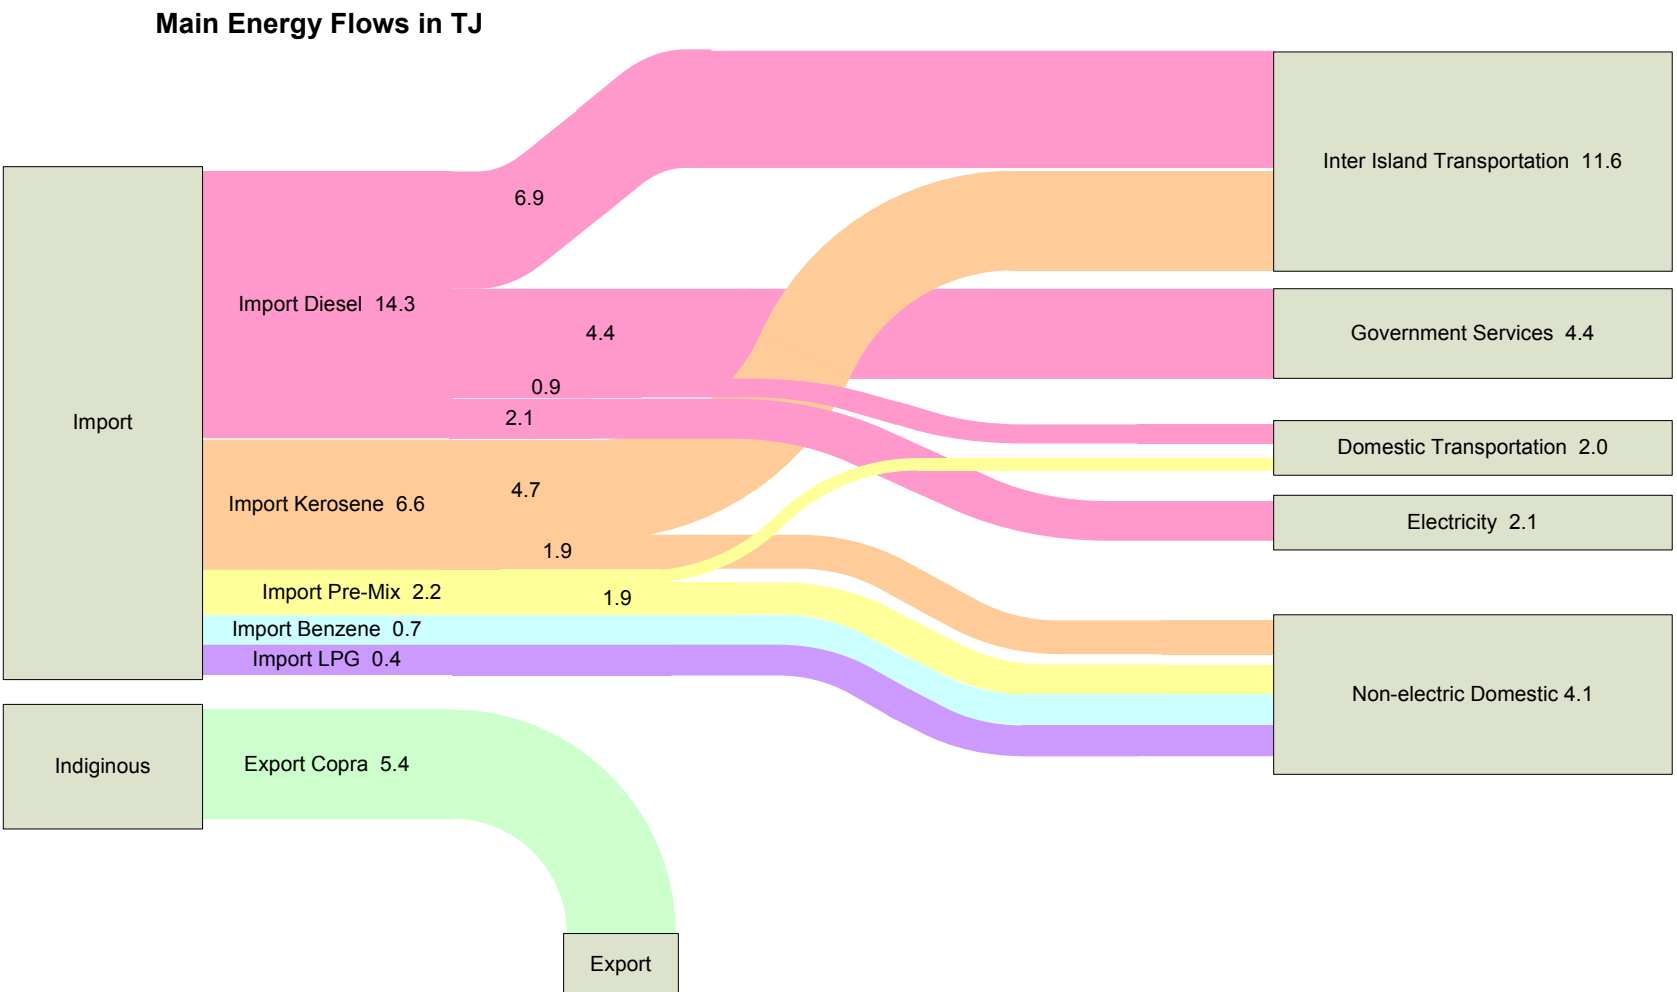 Main Energy Flows in TJ
6.9
Inter Island Transportation 11.6
Import Diesel 14.3
4.4
Government Services 4.4
0.9
2.1
Import
Domestic Transportation 2.0
Import Kerosene 6.6
4.7
Electricity 2.1
1.9
Import Pre-Mix 2.2
1.9
Import Benzene 0.7
Import LPG 0.4
Non-electric Domestic 4.1
Indiginous
Export Copra 5.4
Export